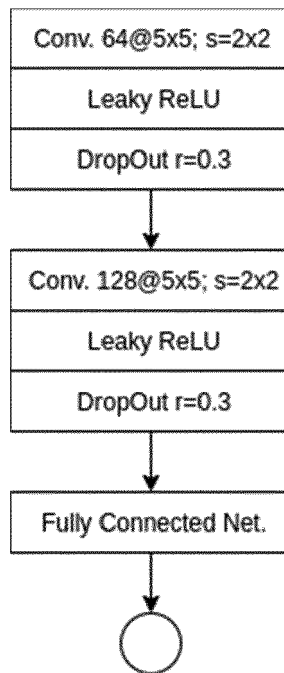 Conv. 64@5x5; s=2x2
Leaky ReLU
DropOut r=0.3
Conv. 128@5x5; s=2x2
Leaky ReLU
DropOut r=0.3
Fully Connected Net.